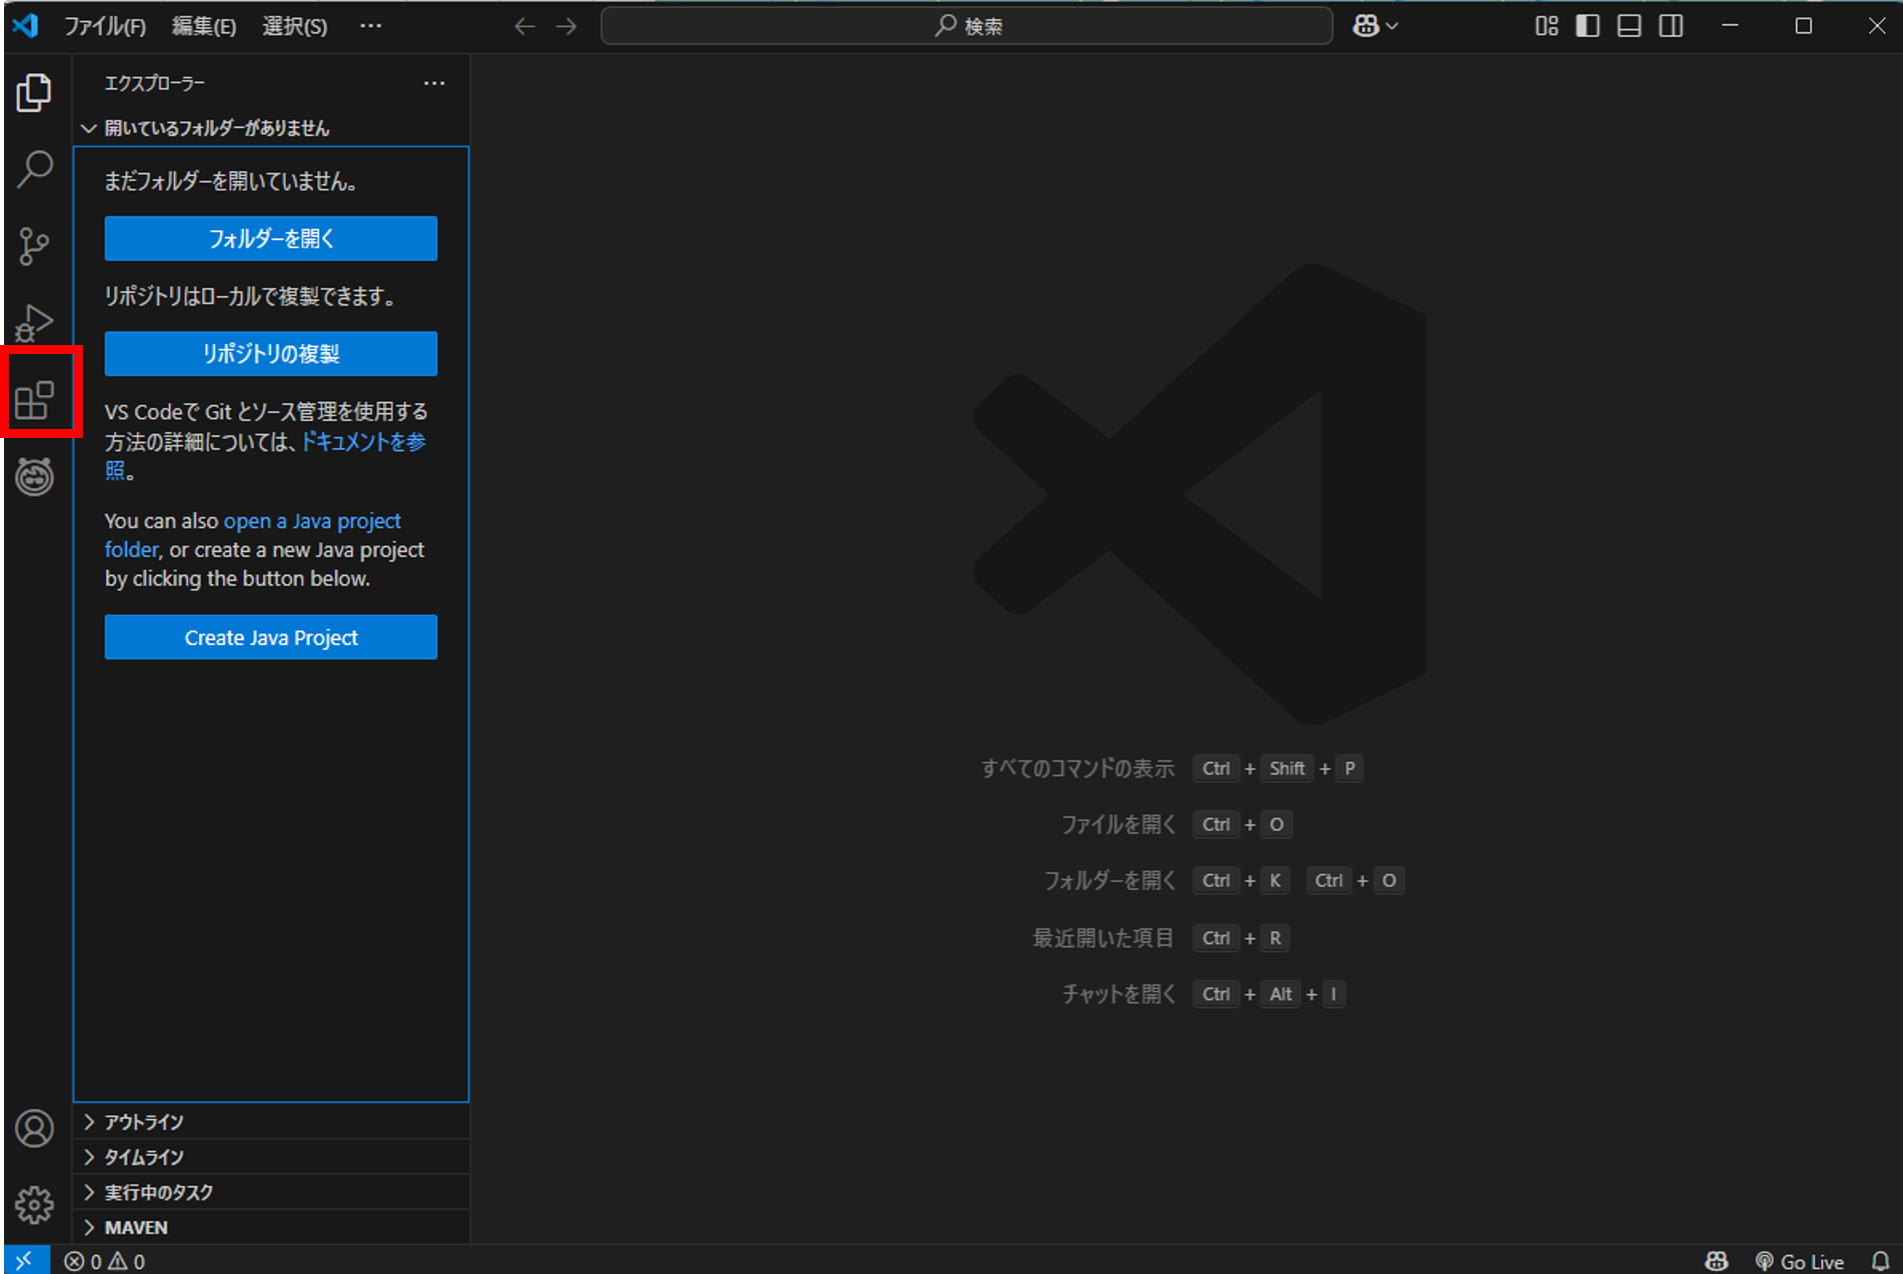 ファイル(F) 編集(E) 選択(S) ··· ← → 検索
エクスプローラー ···
開いているフォルダーがありません
まだフォルダーを開いていません。
フォルダーを開く
リポジトリはローカルで複製できます。
リポジトリの複製
VS Codeで Git とソース管理を使用する
方法の詳細については、ドキュメントを参
照。
You can also open a Java project
folder, or create a new Java project
by clicking the button below.
Create Java Project
すべてのコマンドの表示 Ctrl + Shift + P
ファイルを開く Ctrl + O
フォルダーを開く Ctrl + K Ctrl + O
最近開いた項目 Ctrl + R
チャットを開く Ctrl + Alt + I
アウトライン
タイムライン
実行中のタスク
MAVEN
0 0 Go Live